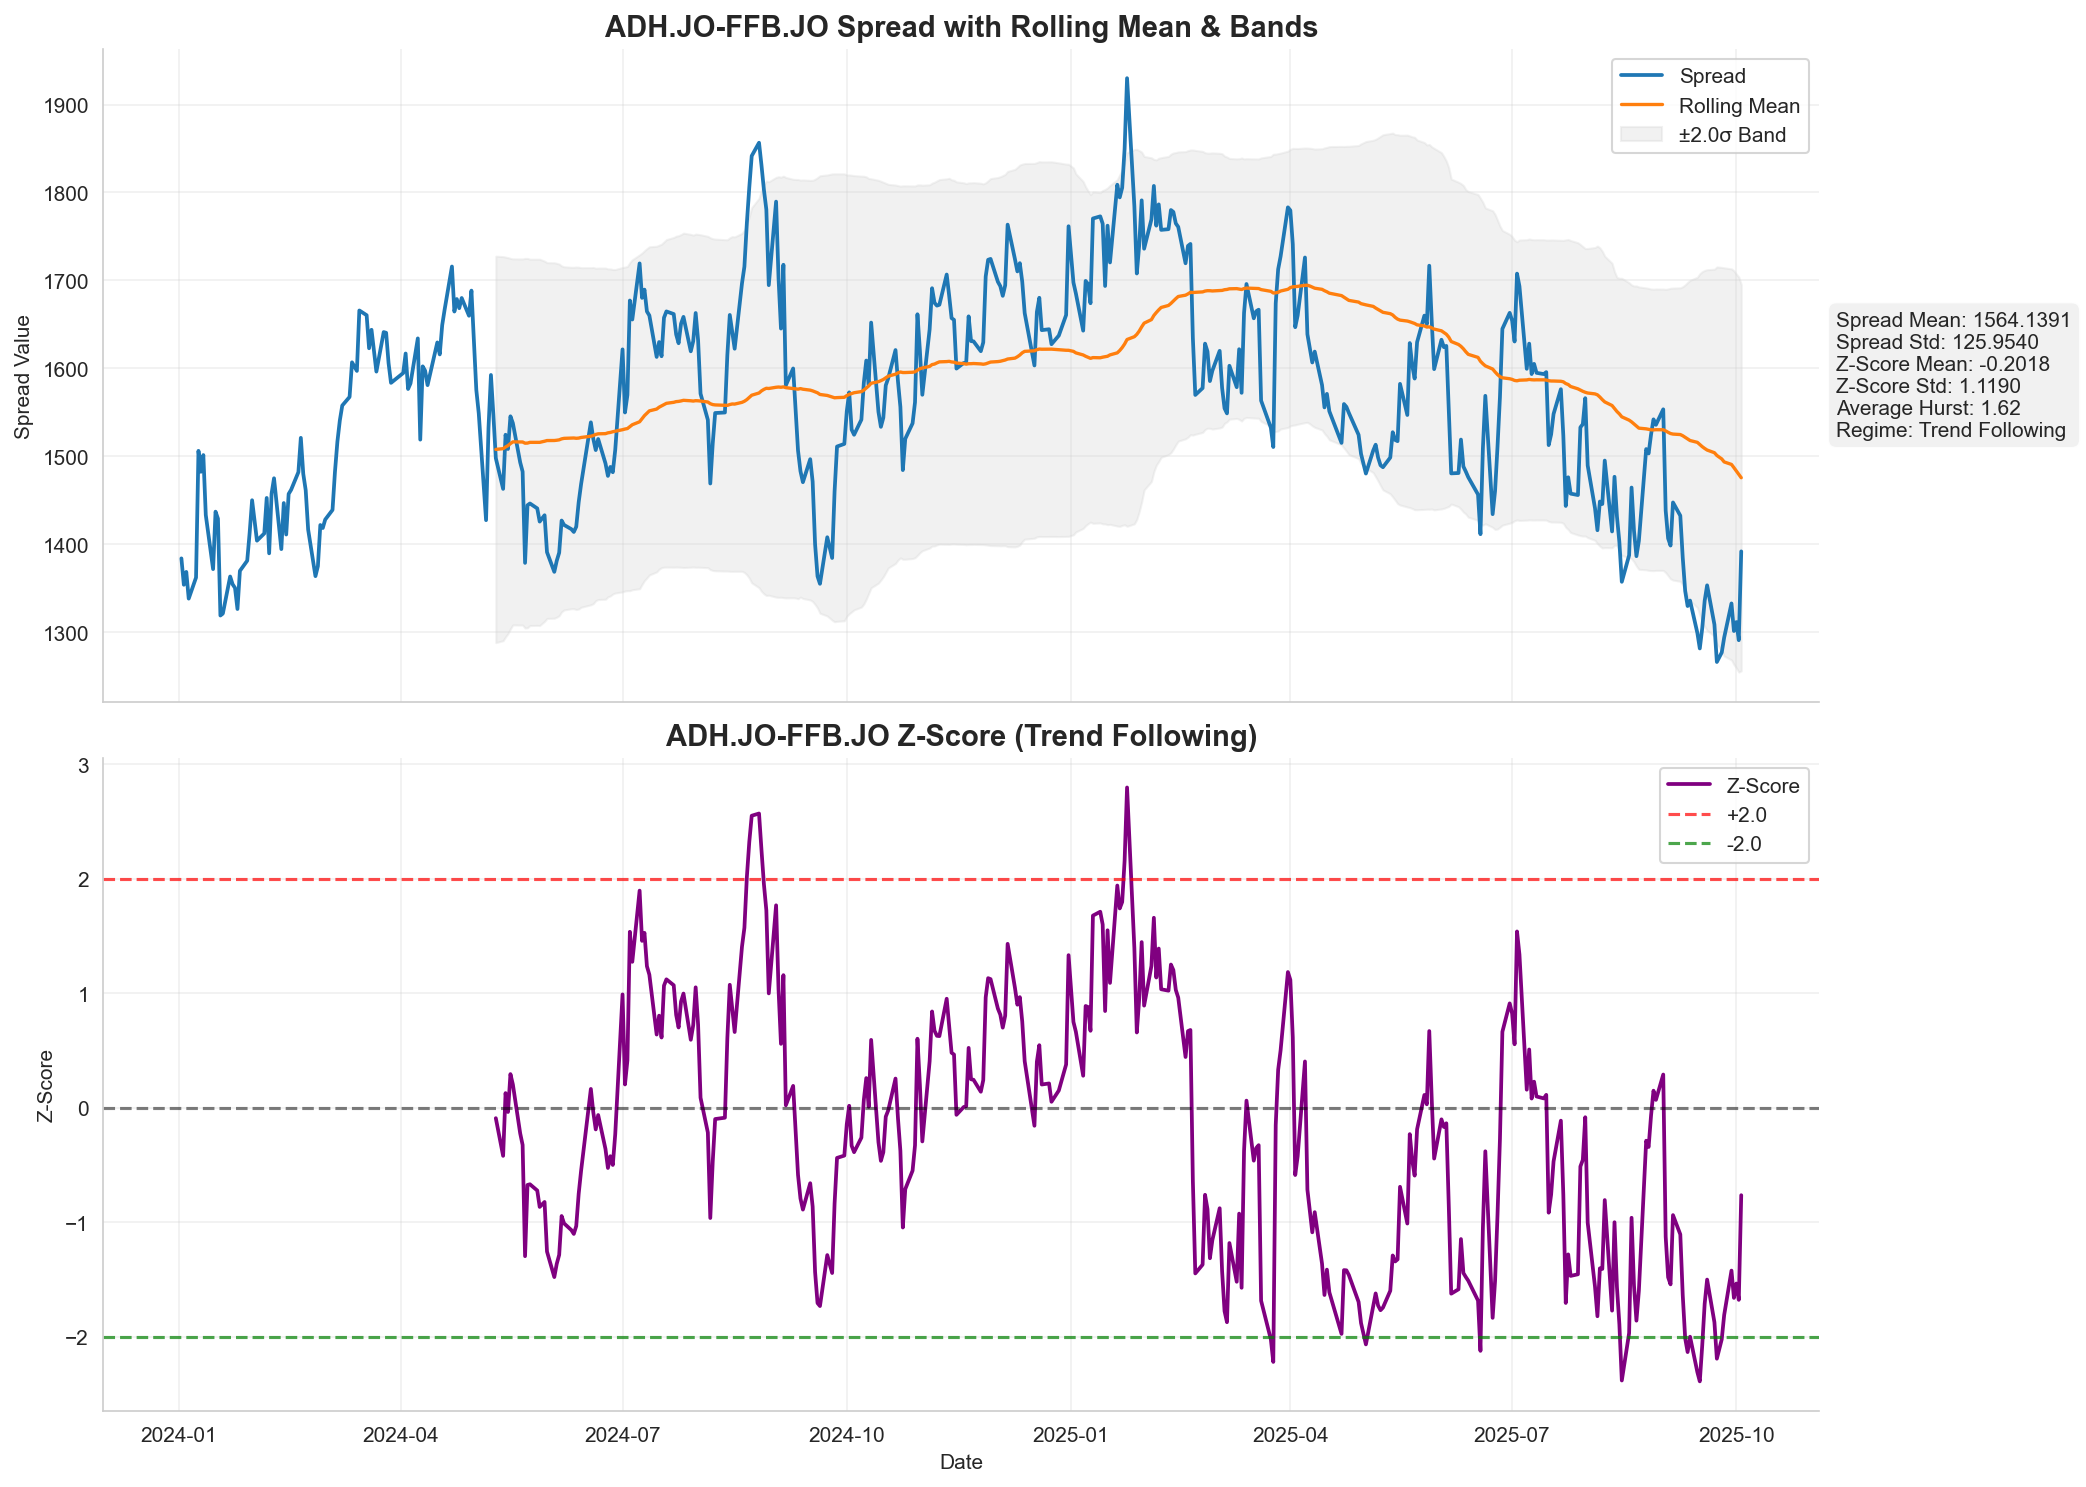 ADH.JO-FFB.JO Spread with Rolling Mean & Bands
Spread
Rolling Mean
±2.0σ Band
1900
1800
1700
1600
1500
1400
1300
Spread Value
Spread Mean: 1564.1391
Spread Std: 125.9540
Z-Score Mean: -0.2018
Z-Score Std: 1.1190
Average Hurst: 1.62
Regime: Trend Following
ADH.JO-FFB.JO Z-Score (Trend Following)
Z-Score
+2.0
-2.0
3
2
1
0
−1
−2
Z-Score
2024-01
2024-04
2024-07
2024-10
2025-01
2025-04
2025-07
2025-10
Date